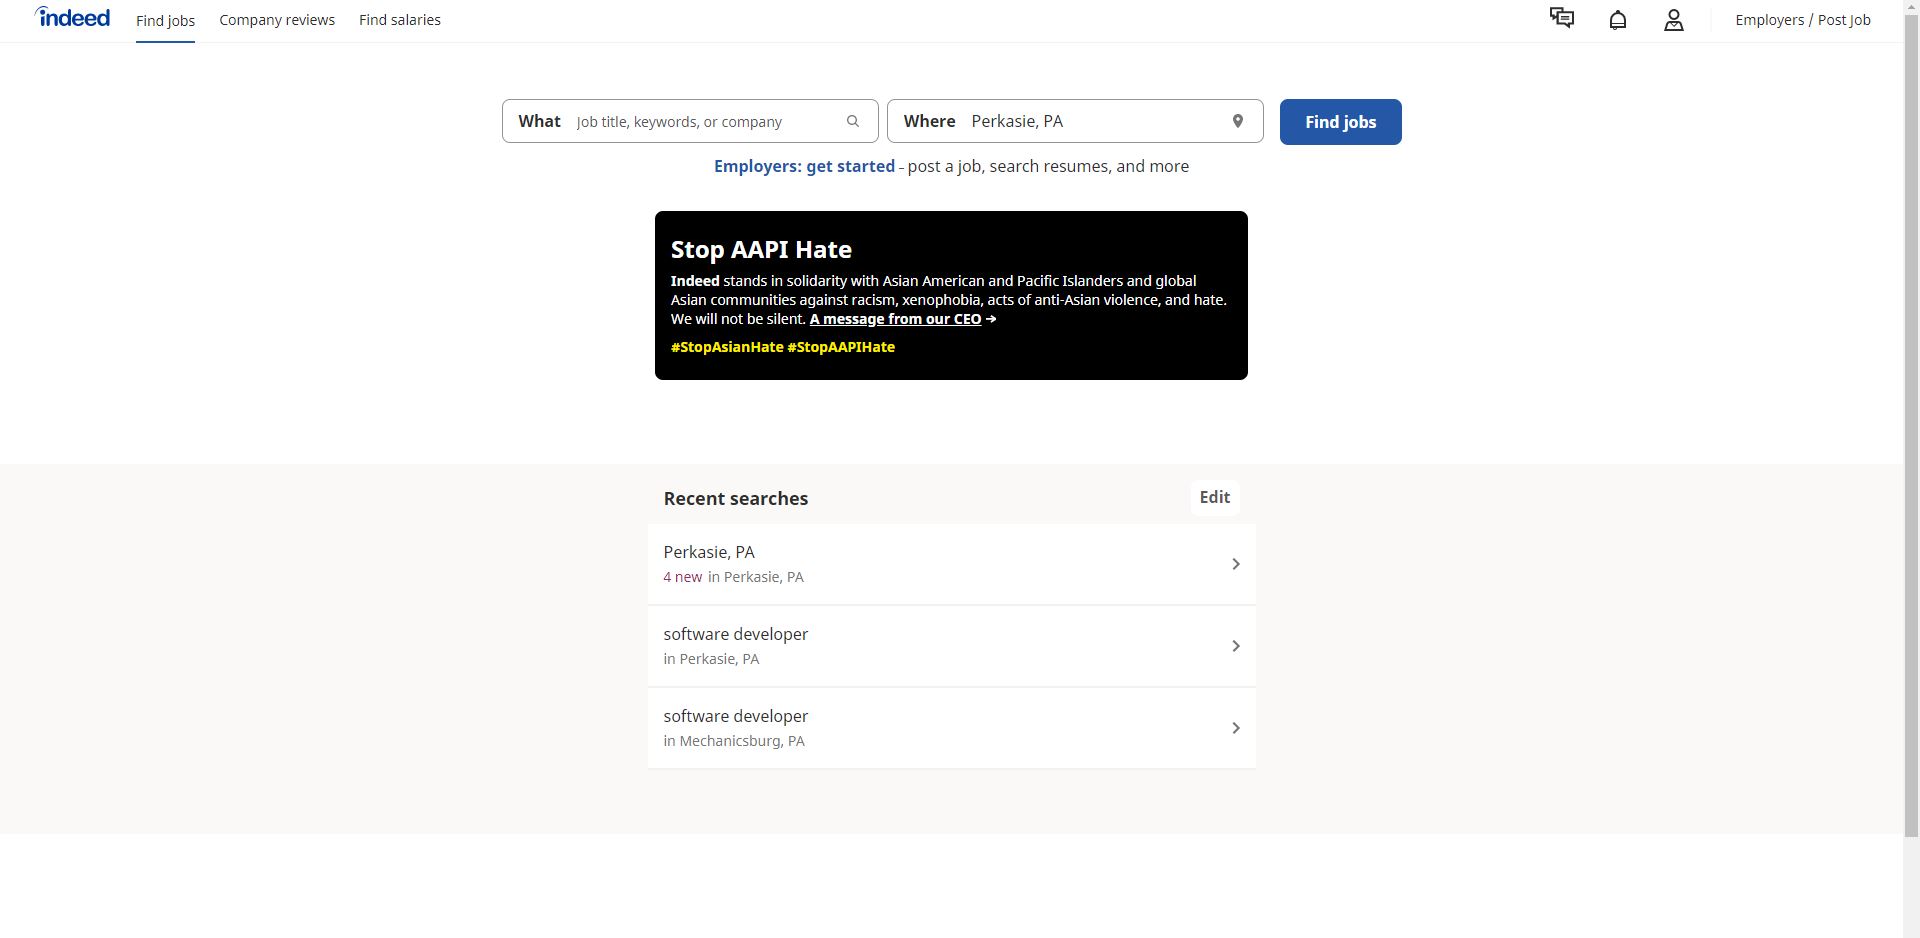 indeed
Find jobs
Company reviews
Find salaries
Employers / Post Job
What Job title, keywords, or company
Where Perkasie, PA
Find jobs
Employers: get started - post a job, search resumes, and more
Stop AAPI Hate
Indeed stands in solidarity with Asian American and Pacific Islanders and global
Asian communities against racism, xenophobia, acts of anti-Asian violence, and hate.
We will not be silent. A message from our CEO →
#StopAsianHate #StopAAPIHate
Recent searches
Edit
Perkasie, PA
4 new in Perkasie, PA
software developer
in Perkasie, PA
software developer
in Mechanicsburg, PA